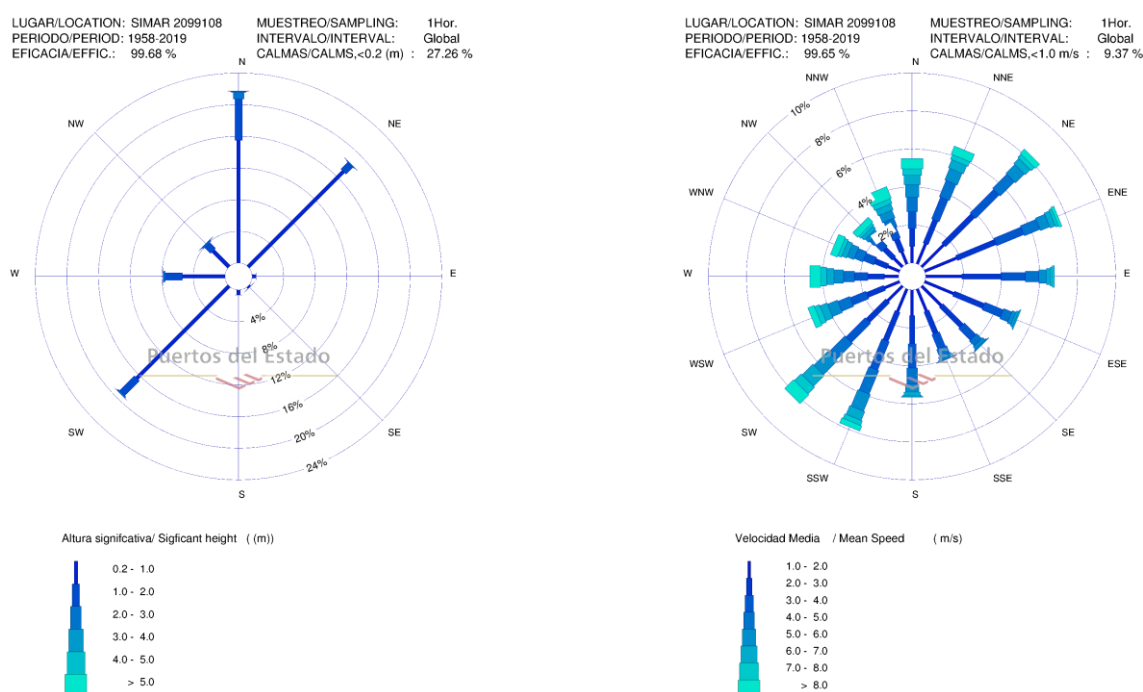 LUGAR/LOCATION: SIMAR 2099108 MUESTREO/SAMPLING: 1Hor.
PERIODO/PERIOD: 1958-2019 INTERVALO/INTERVAL: Global
EFICACIA/EFFIC.: 99.68 % CALMAS/CALMS,<0.2 (m) : 27.26 %
N
NW
NE
W
E
4%
8%
Puertos del Estado
12%
16%
SW
SE
20%
24%
S
Altura signifcativa/ Sigficant height ( (m))
0.2 - 1.0
1.0 - 2.0
2.0 - 3.0
3.0 - 4.0
4.0 - 5.0
> 5.0
LUGAR/LOCATION: SIMAR 2099108 MUESTREO/SAMPLING: 1Hor.
PERIODO/PERIOD: 1958-2019 INTERVALO/INTERVAL: Global
EFICACIA/EFFIC.: 99.65 % CALMAS/CALMS,<1.0 m/s : 9.37 %
N
NNW
NNE
10%
NW
NE
8%
6%
WNW
ENE
4%
2%
W
E
Puertos del Estado
WSW
ESE
SW
SE
SSW
SSE
S
Velocidad Media / Mean Speed ( m/s)
1.0 - 2.0
2.0 - 3.0
3.0 - 4.0
4.0 - 5.0
5.0 - 6.0
6.0 - 7.0
7.0 - 8.0
> 8.0